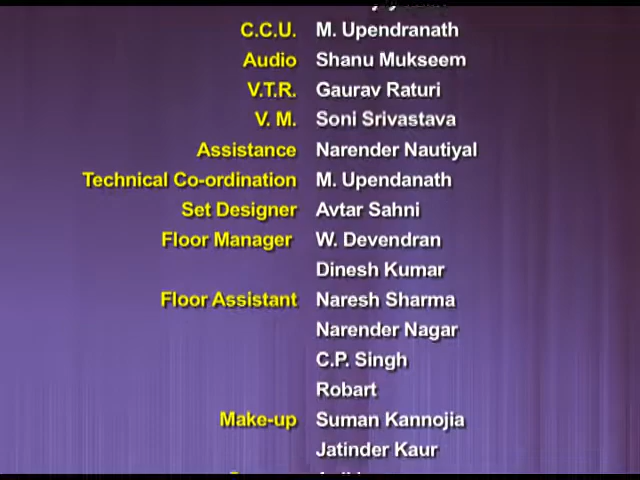 C.C.U. M. Upendranath
Audio Shanu Mukseem
V.T.R. Gaurav Raturi
V. M. Soni Srivastava
Assistance Narender Nautiyal
Technical Co-ordination M. Upendanath
Set Designer Avtar Sahni
Floor Manager W. Devendran
Dinesh Kumar
Floor Assistant Naresh Sharma
Narender Nagar
C.P. Singh
Robart
Make-up Suman Kannojia
Jatinder Kaur